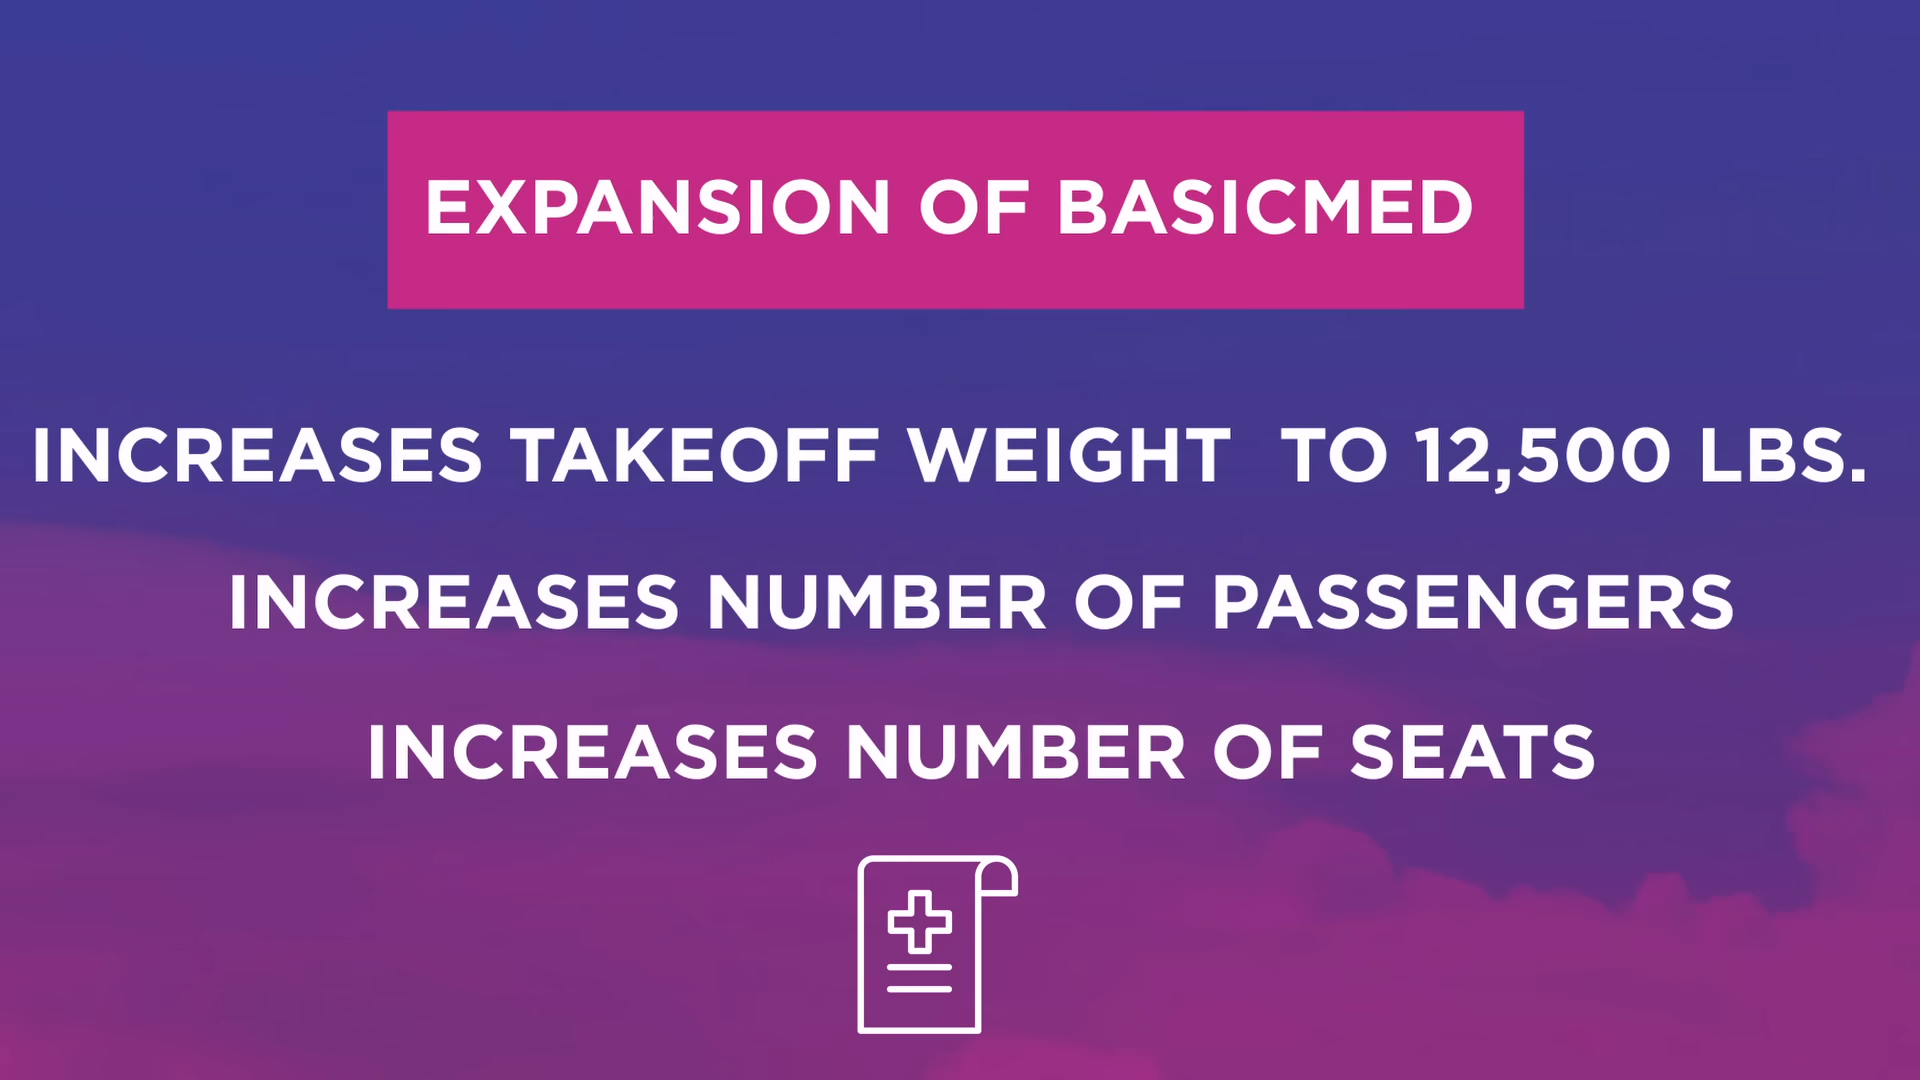 EXPANSION OF BASICMED
INCREASES TAKEOFF WEIGHT  TO 12,500 LBS.
INCREASES NUMBER OF PASSENGERS
INCREASES NUMBER OF SEATS